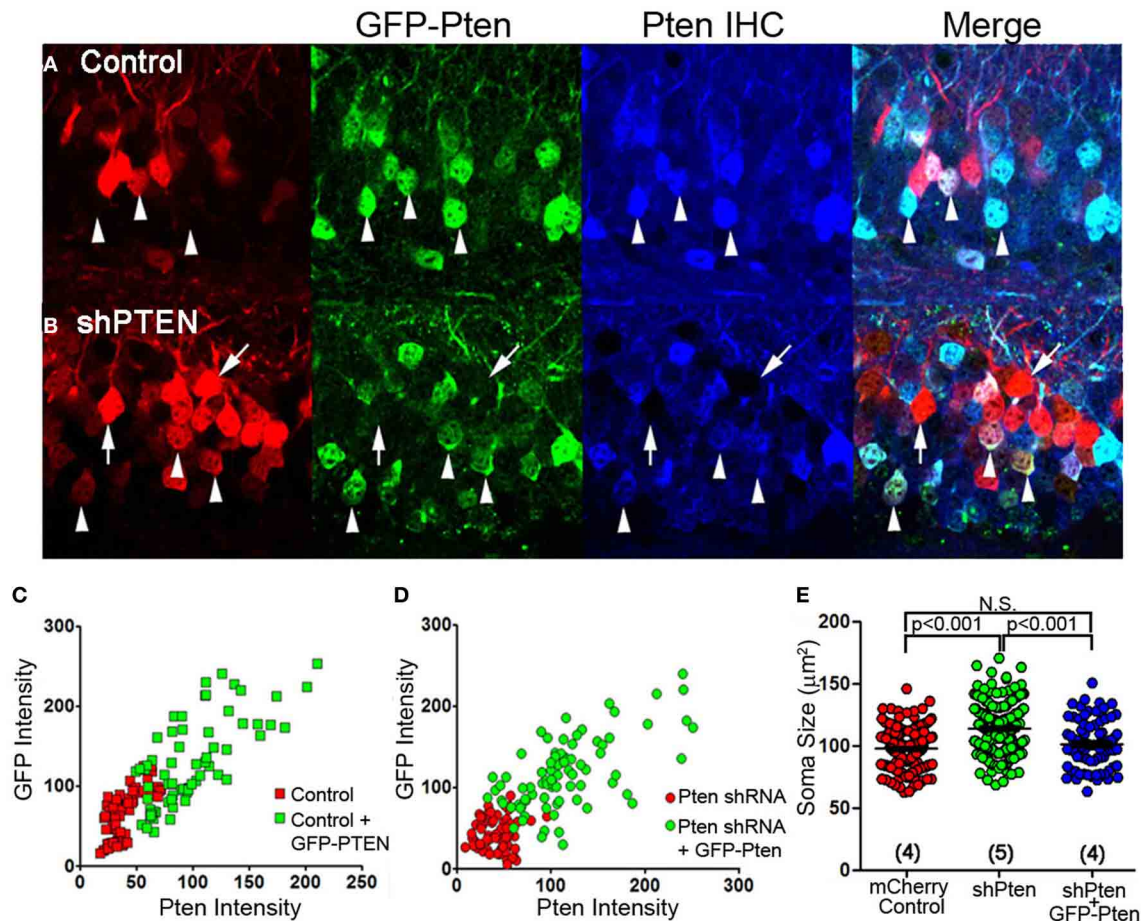 GFP-Pten Pten IHC Merge
A Control
B shPTEN
C
300
200
100
0
0 50 100 150 200 250
GFP Intensity
Pten Intensity
Control
Control +
GFP-PTEN
D
300
200
100
0
0 100 200 300
GFP Intensity
Pten Intensity
Pten shRNA
Pten shRNA
+ GFP-Pten
E
N.S.
p<0.001 p<0.001
200
150
100
50
0
Soma Size (µm²)
(4) (5) (4)
mCherry
Control
shPten
shPten
+
GFP-Pten